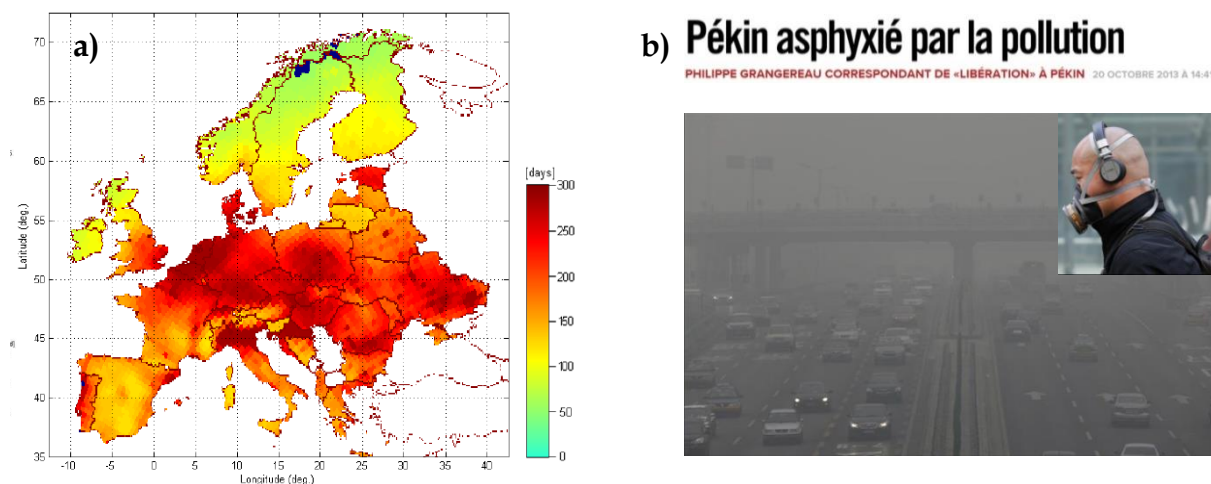 a)
70
65
60
55
50
45
40
35
Latitude (deg.)
-10 -5 0 5 10 15 20 25 30 35 40
Longitude (deg.)
[days]
300
250
200
150
100
50
0
b)
Pékin asphyxié par la pollution
PHILIPPE GRANGEREAU CORRESPONDANT DE «LIBÉRATION» À PÉKIN 20 OCTOBRE 2013 À 14:41